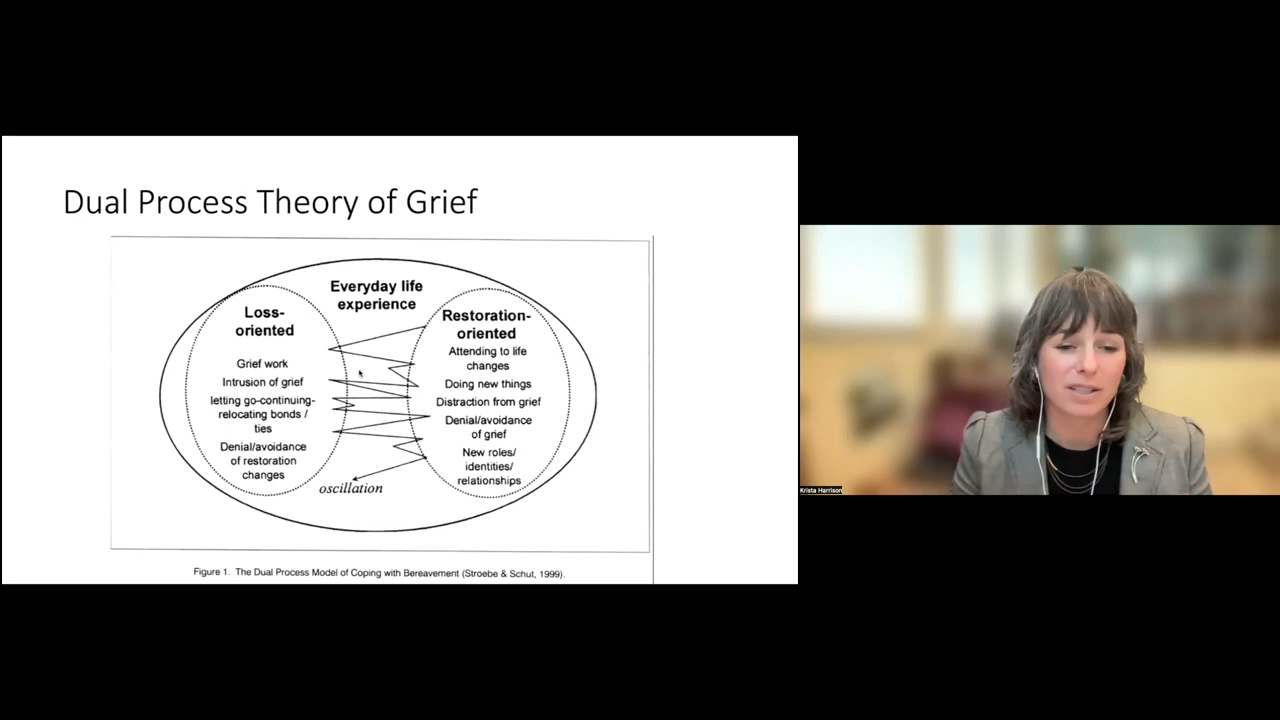 Dual Process Theory of Grief
Everyday life
experience
Loss-
oriented
Grief work
Intrusion of grief
letting go-continuing-
relocating bonds /
ties
Denial/avoidance
of restoration
changes
Restoration-
oriented
Attending to life
changes
Doing new things
Distraction from grief
Denial/avoidance
of grief
New roles/
identities/
relationships
oscillation
Figure 1. The Dual Process Model of Coping with Bereavement (Stroebe & Schut, 1999).
Krista Harrison